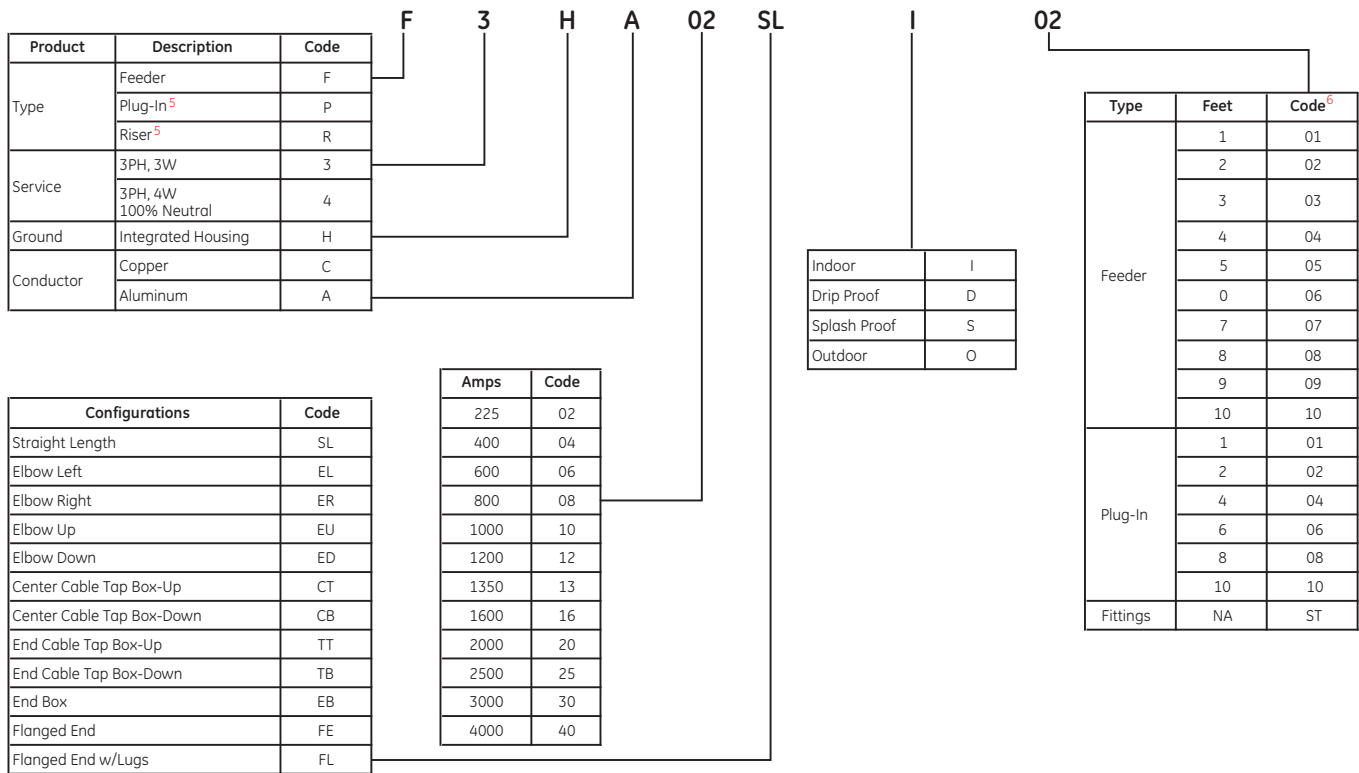 F 3 H A 02 SL I 02
Product Description Code
Type
Feeder F
Plug-In 5 P
Riser 5 R
Service
3PH, 3W 3
3PH, 4W
100% Neutral 4
Ground Integrated Housing H
Conductor
Copper C
Aluminum A
Configurations Code
Straight Length SL
Elbow Left EL
Elbow Right ER
Elbow Up EU
Elbow Down ED
Center Cable Tap Box-Up CT
Center Cable Tap Box-Down CB
End Cable Tap Box-Up TT
End Cable Tap Box-Down TB
End Box EB
Flanged End FE
Flanged End w/Lugs FL
Amps Code
225 02
400 04
600 06
800 08
1000 10
1200 12
1350 13
1600 16
2000 20
2500 25
3000 30
4000 40
Indoor I
Drip Proof D
Splash Proof S
Outdoor O
Type Feet Code6
Feeder
1 01
2 02
3 03
4 04
5 05
0 06
7 07
8 08
9 09
10 10
Plug-In
1 01
2 02
4 04
6 06
8 08
10 10
Fittings NA ST